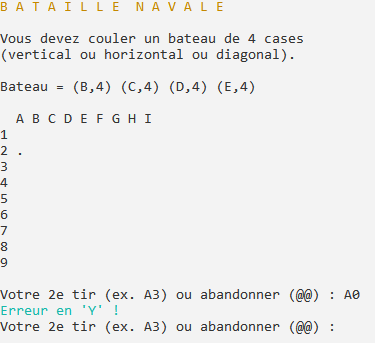 B A T A I L L E  N A V A L E
Vous devez couler un bateau de 4 cases
(vertical ou horizontal ou diagonal).
Bateau = (B,4) (C,4) (D,4) (E,4)
A B C D E F G H I
1
2 .
3
4
5
6
7
8
9
Votre 2e tir (ex. A3) ou abandonner (@@) : A0
Erreur en 'Y' !
Votre 2e tir (ex. A3) ou abandonner (@@) :